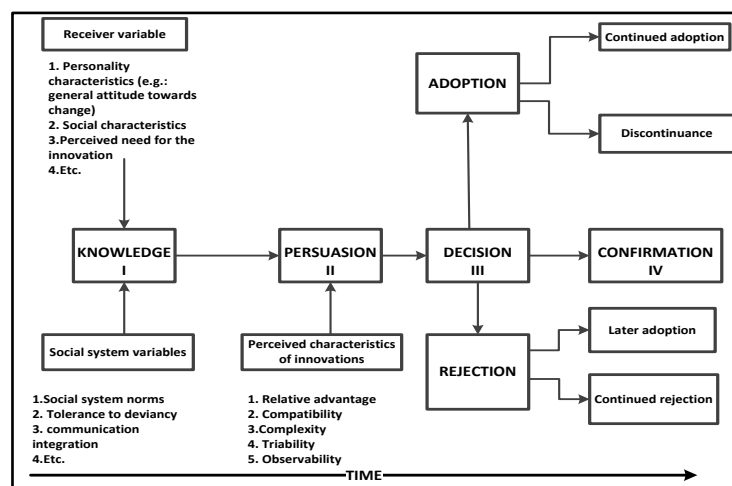 Receiver variable
1. Personality
characteristics (e.g.:
general attitude towards
change)
2. Social characteristics
3.Perceived need for the
innovation
4.Etc.
ADOPTION
Continued adoption
Discontinuance
KNOWLEDGE
I
PERSUASION
II
DECISION
III
CONFIRMATION
IV
Social system variables
Perceived characteristics
of innovations
REJECTION
Later adoption
Continued rejection
1.Social system norms
2. Tolerance to deviancy
3. communication
integration
4.Etc.
1. Relative advantage
2. Compatibility
3.Complexity
4. Triability
5. Observability
TIME